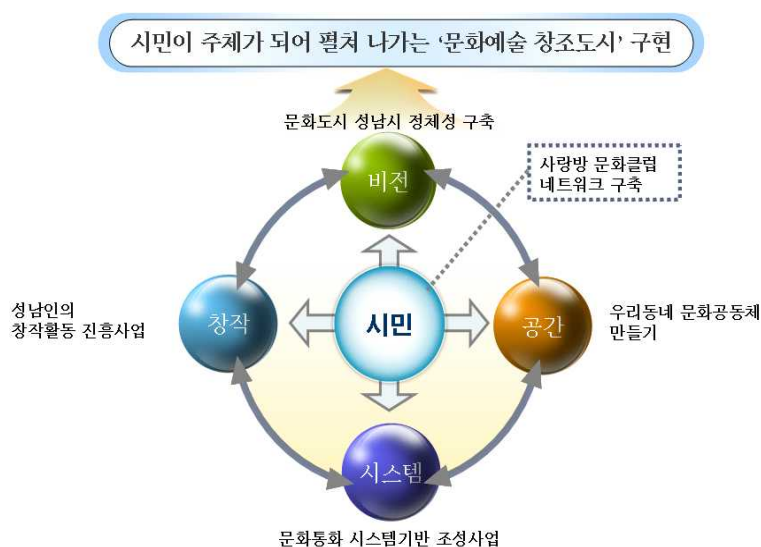 시민이 주체가 되어 펼쳐 나가는 ‘문화예술 창조도시’ 구현
문화도시 성남시 정체성 구축
비전
사랑방 문화클럽
네트워크 구축
성남인의
창작활동 진흥사업
창작
시민
공간
우리동네 문화공동체
만들기
시스템
문화통화 시스템기반 조성사업